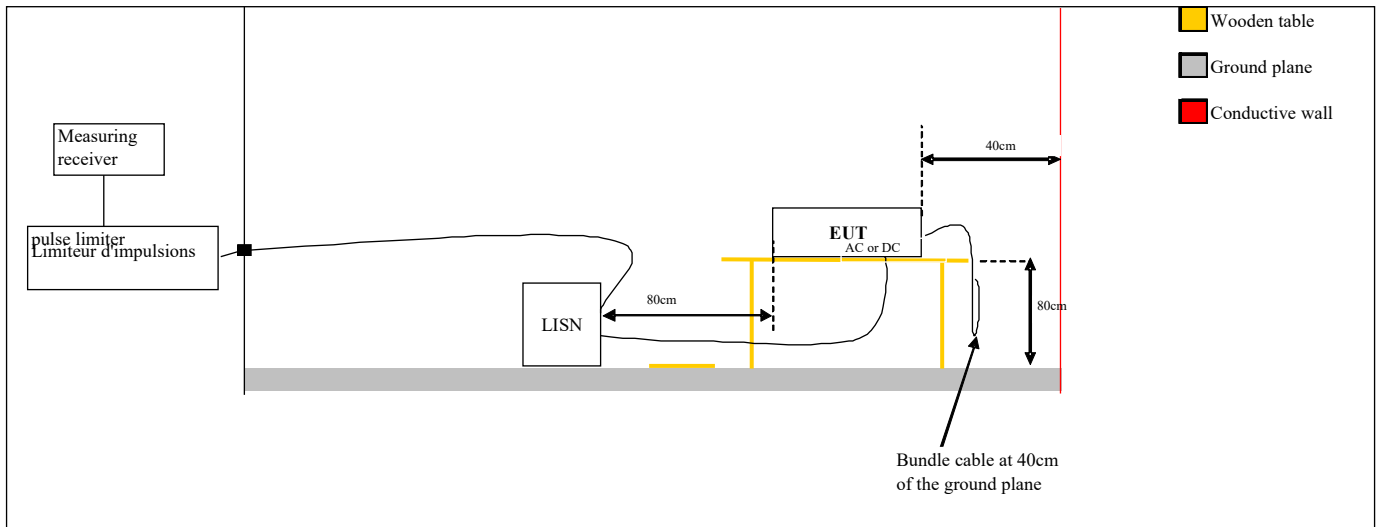 Wooden table
Ground plane
Conductive wall
Measuring
receiver
pulse limiter
Limiteur d'impulsions
40cm
EUT
AC or DC
80cm
80cm
LISN
Bundle cable at 40cm
of the ground plane